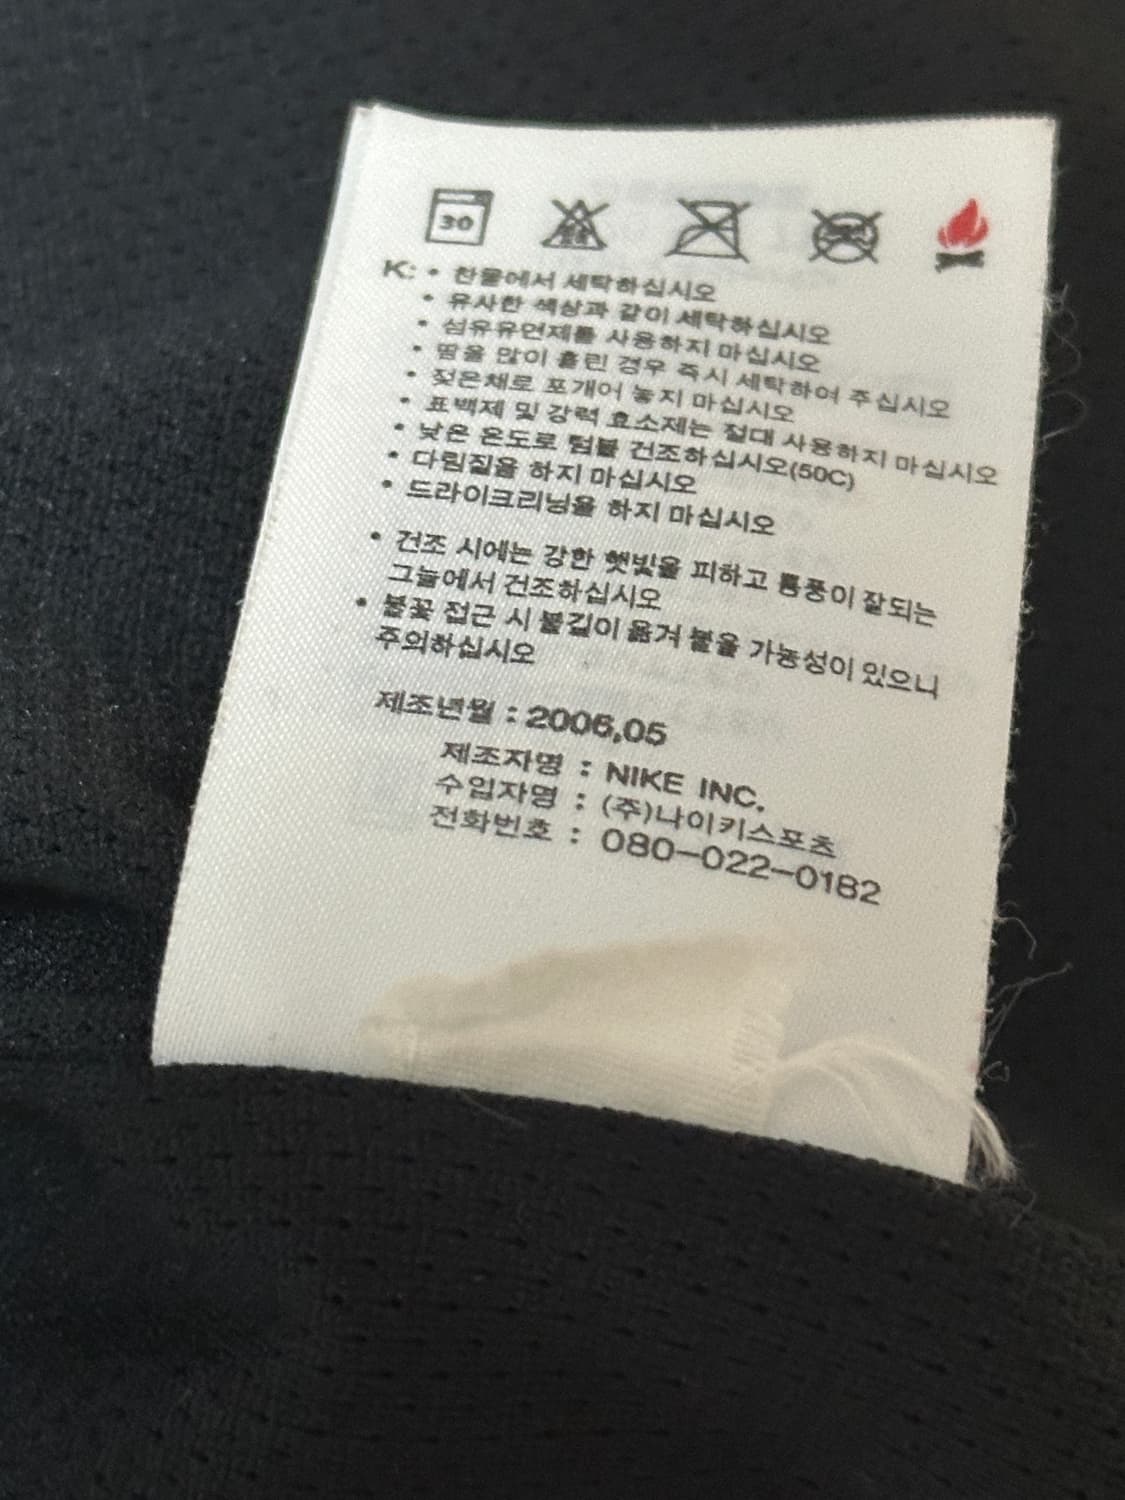 30
K: • 찬물에서 세탁하십시오
• 유사한 색상과 같이 세탁하십시오
• 섬유유연제를 사용하지 마십시오
• 땀을 많이 흘린 경우 즉시 세탁하여 주십시오
• 젖은채로 포개어 놓지 마십시오
• 표백제 및 강력 효소제는 절대 사용하지 마십시오
• 낮은 온도로 텀블 건조하십시오(50C)
• 다림질을 하지 마십시오
• 드라이크리닝을 하지 마십시오
• 건조 시에는 강한 햇빛을 피하고 통풍이 잘되는
그늘에서 건조하십시오
• 불꽃 접근 시 불길이 옮겨 붙을 가능성이 있으니
주의하십시오
제조년월 : 2006.05
제조자명 : NIKE INC.
수입자명 : (주)나이키스포츠
전화번호 : 080-022-0182